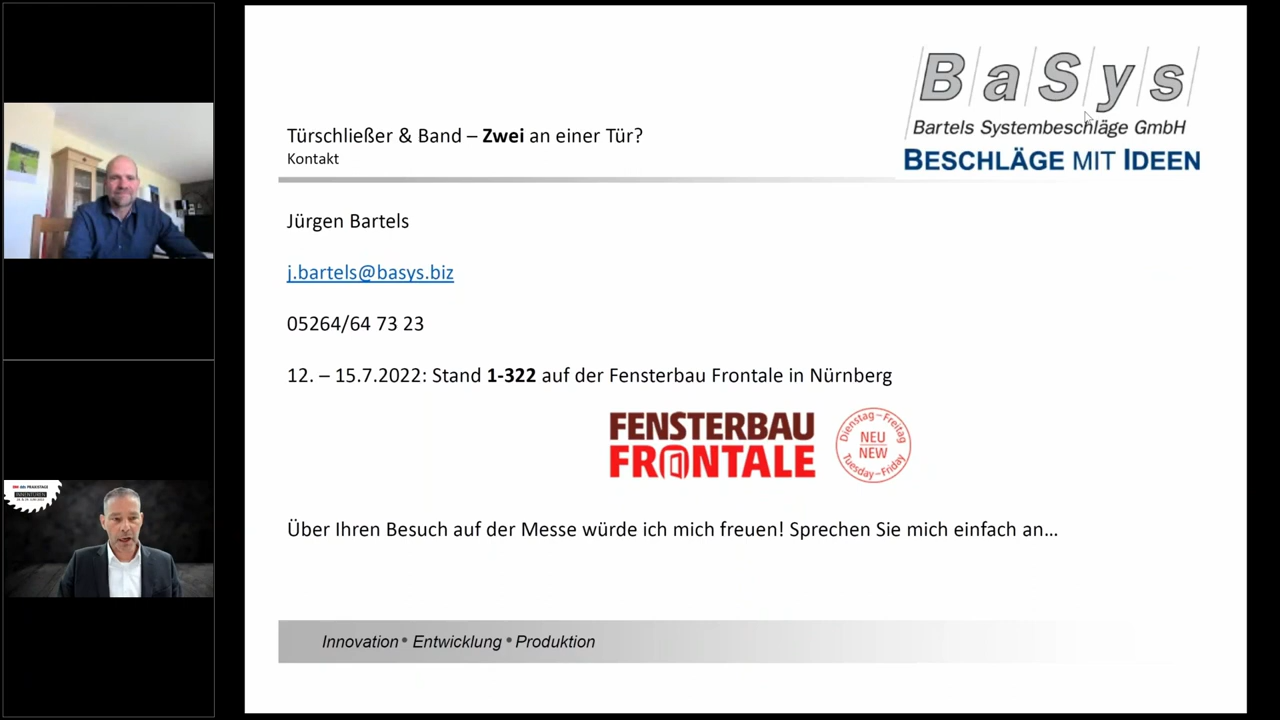 BaSys
Bartels Systembeschläge GmbH
BESCHLÄGE MIT IDEEN
Türschließer & Band – Zwei an einer Tür?
Kontakt
Jürgen Bartels
j.bartels@basys.biz
05264/64 73 23
12. – 15.7.2022: Stand 1-322 auf der Fensterbau Frontale in Nürnberg
FENSTERBAU
FRONTALE
Dienstag–Freitag
NEU
NEW
Tuesday–Friday
Über Ihren Besuch auf der Messe würde ich mich freuen! Sprechen Sie mich einfach an…
Innovation • Entwicklung • Produktion
PRAXISTAGE
INNENTÜREN